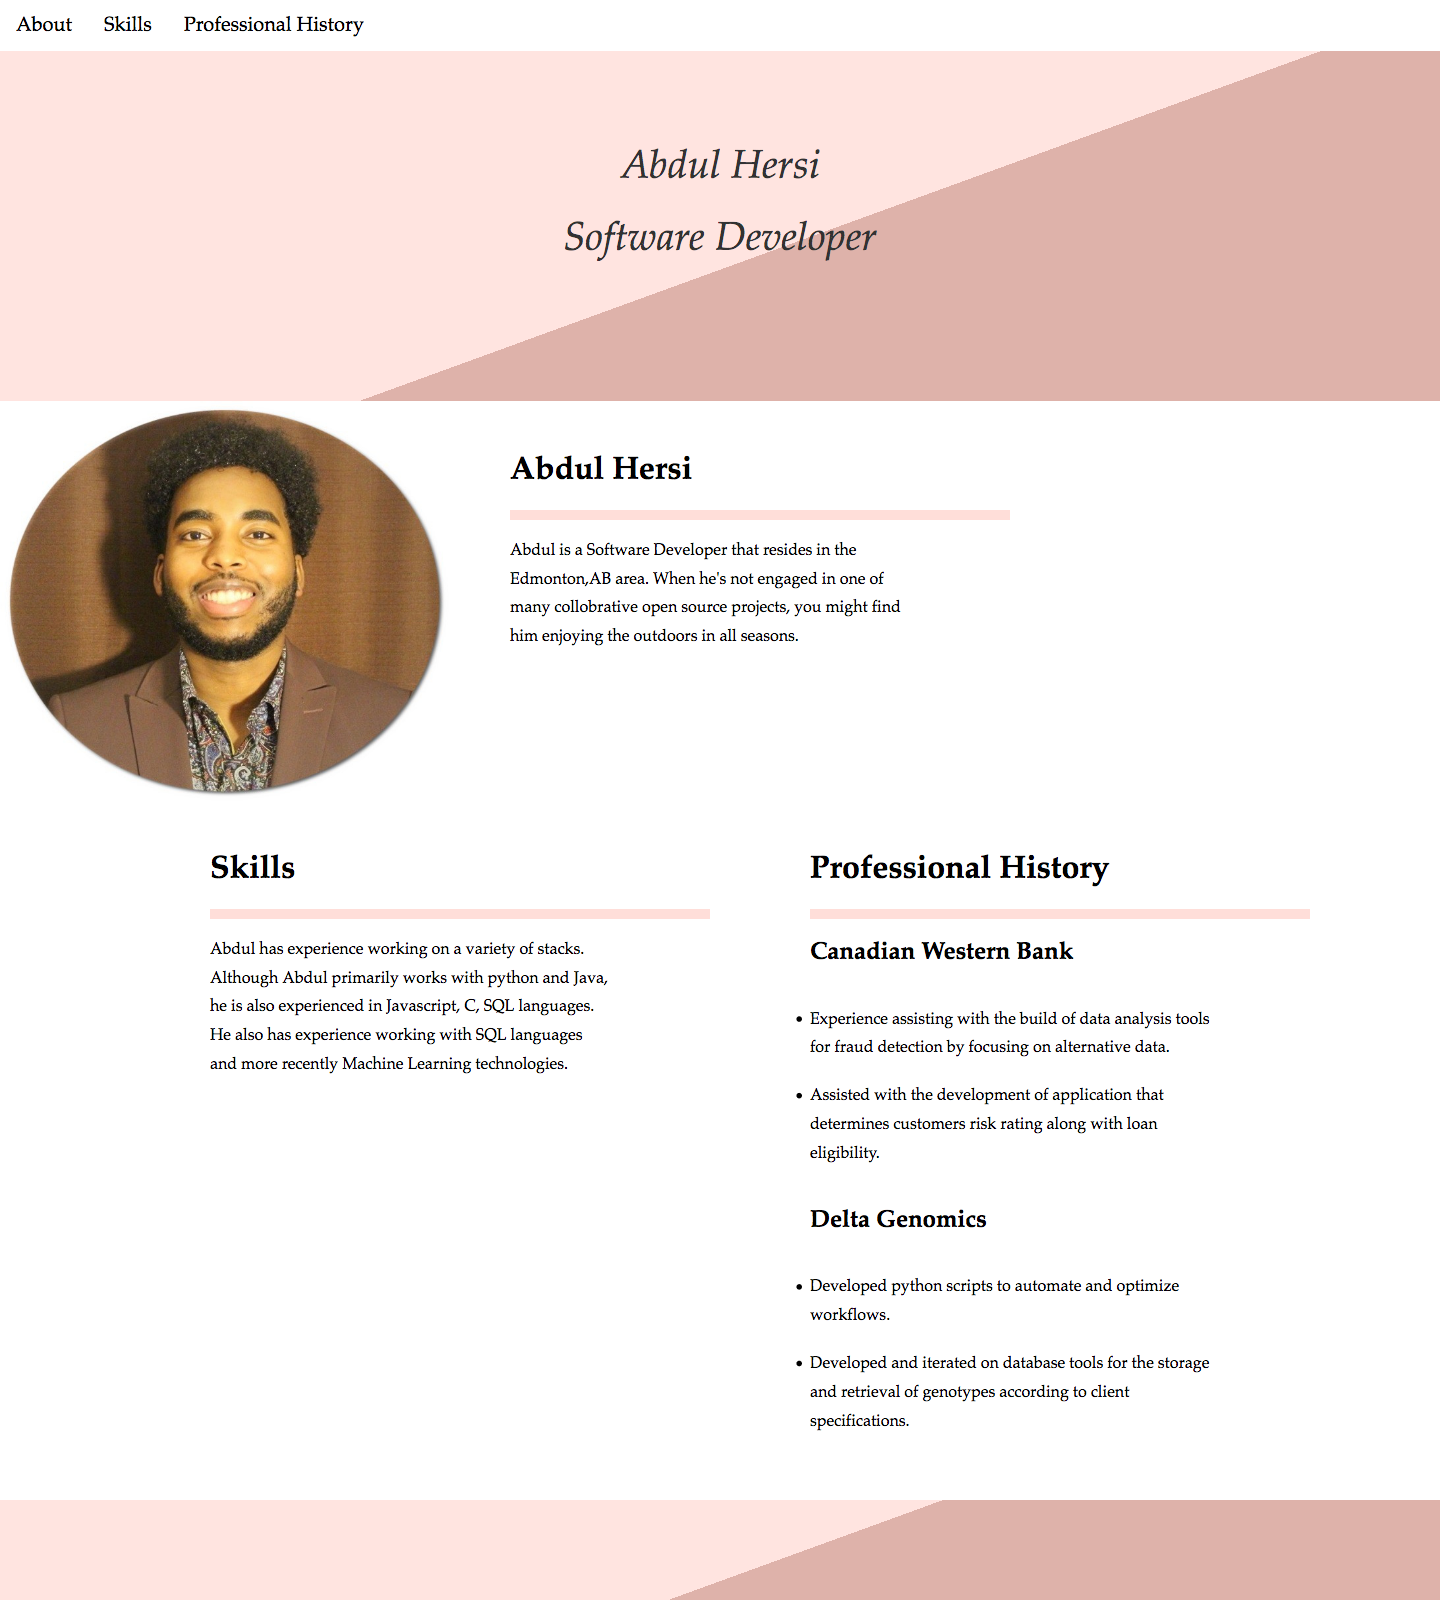 About Skills Professional History
Abdul Hersi
Software Developer
Abdul Hersi
Abdul is a Software Developer that resides in the
Edmonton,AB area. When he's not engaged in one of
many collobrative open source projects, you might find
him enjoying the outdoors in all seasons.
Skills
Abdul has experience working on a variety of stacks.
Although Abdul primarily works with python and Java,
he is also experienced in Javascript, C, SQL languages.
He also has experience working with SQL languages
and more recently Machine Learning technologies.
Professional History
Canadian Western Bank
• Experience assisting with the build of data analysis tools
for fraud detection by focusing on alternative data.
• Assisted with the development of application that
determines customers risk rating along with loan
eligibility.
Delta Genomics
• Developed python scripts to automate and optimize
workflows.
• Developed and iterated on database tools for the storage
and retrieval of genotypes according to client
specifications.